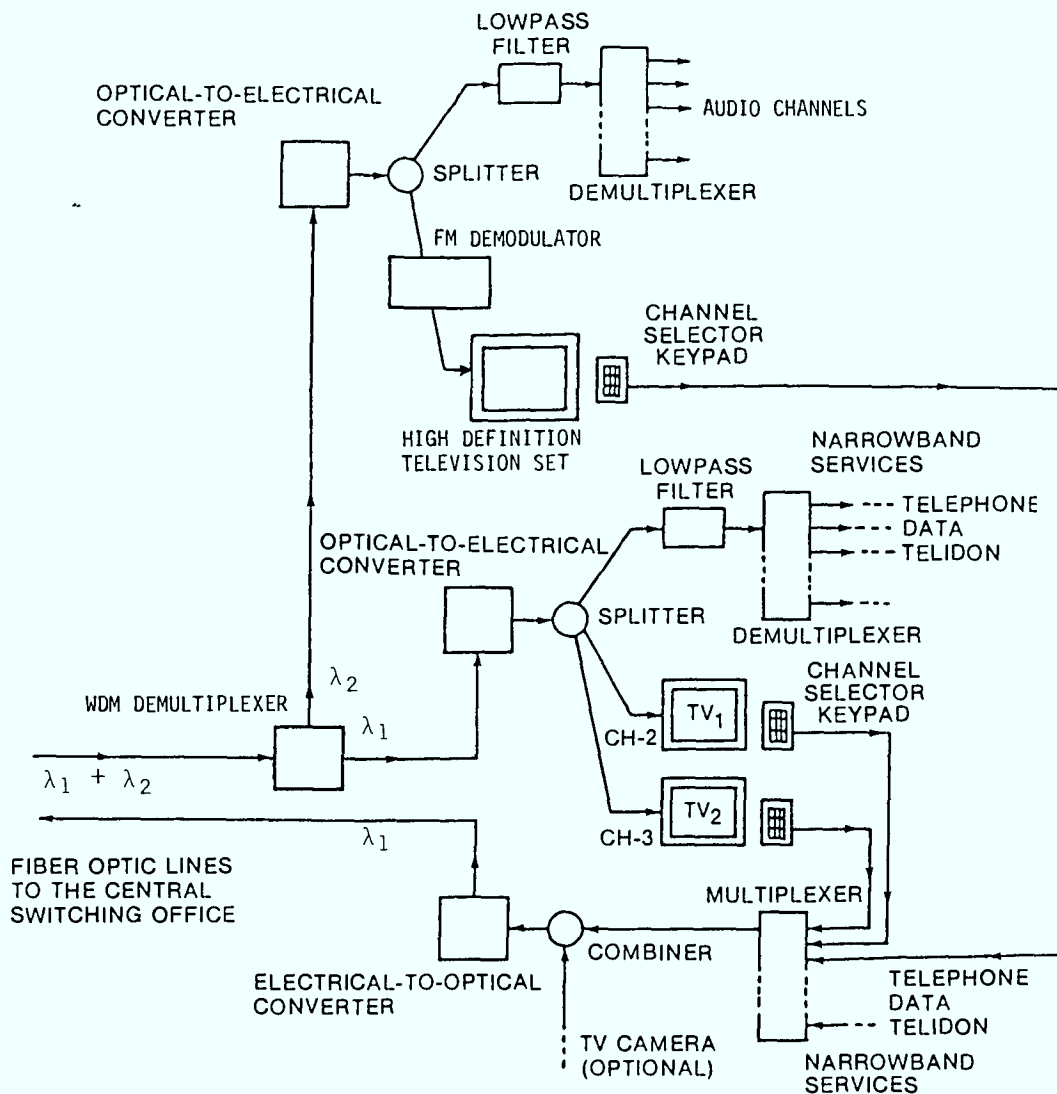 LOWPASS
FILTER
OPTICAL-TO-ELECTRICAL
CONVERTER
AUDIO CHANNELS
SPLITTER
DEMULTIPLEXER
FM DEMODULATOR
CHANNEL
SELECTOR
KEYPAD
HIGH DEFINITION
TELEVISION SET
NARROWBAND
SERVICES
LOWPASS
FILTER
TELEPHONE
DATA
TELIDON
OPTICAL-TO-ELECTRICAL
CONVERTER
SPLITTER
DEMULTIPLEXER
λ2
WDM DEMULTIPLEXER
λ1
CHANNEL
SELECTOR
KEYPAD
TV1
CH-2
λ1 + λ2
TV2
CH-3
λ1
FIBER OPTIC LINES
TO THE CENTRAL
SWITCHING OFFICE
MULTIPLEXER
COMBINER
ELECTRICAL-TO-OPTICAL
CONVERTER
TELEPHONE
DATA
TELIDON
TV CAMERA
(OPTIONAL)
NARROWBAND
SERVICES